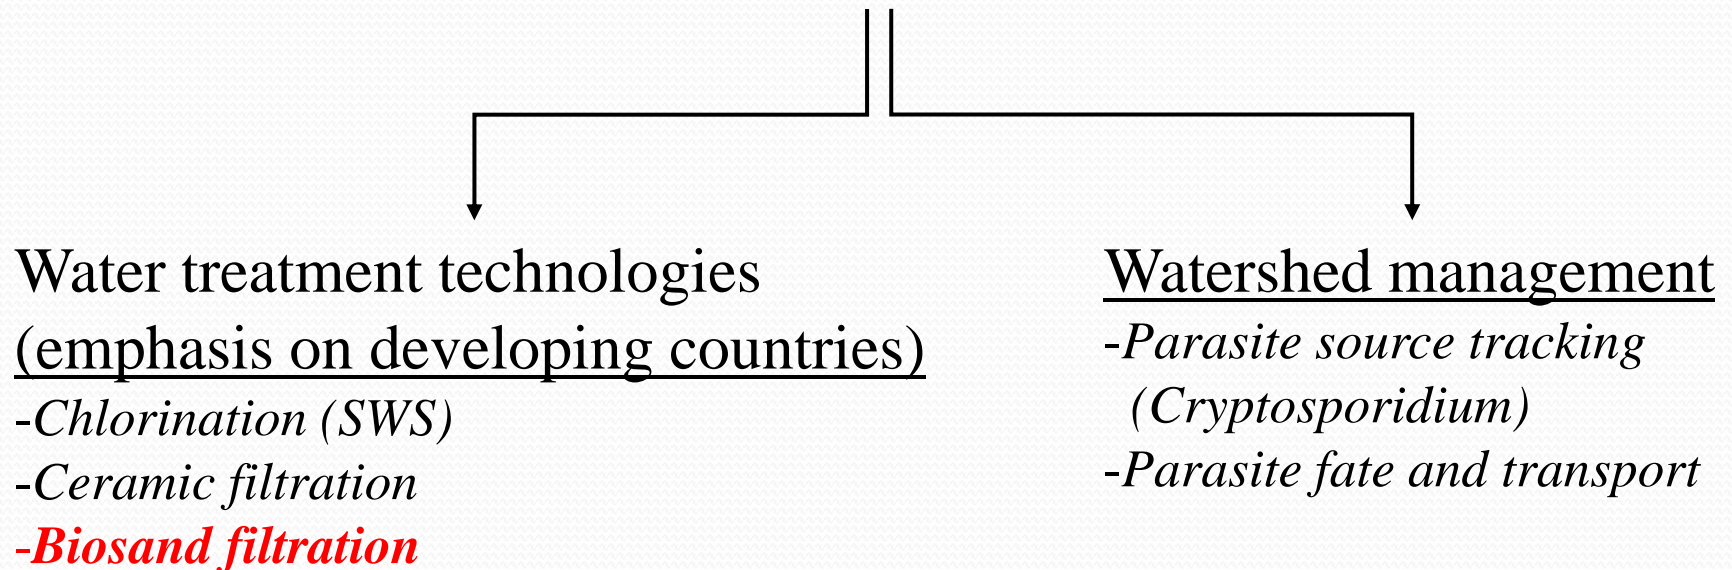 Water treatment technologies
(emphasis on developing countries)
-Chlorination (SWS)
-Ceramic filtration
-Biosand filtration
Watershed management
-Parasite source tracking
(Cryptosporidium)
-Parasite fate and transport